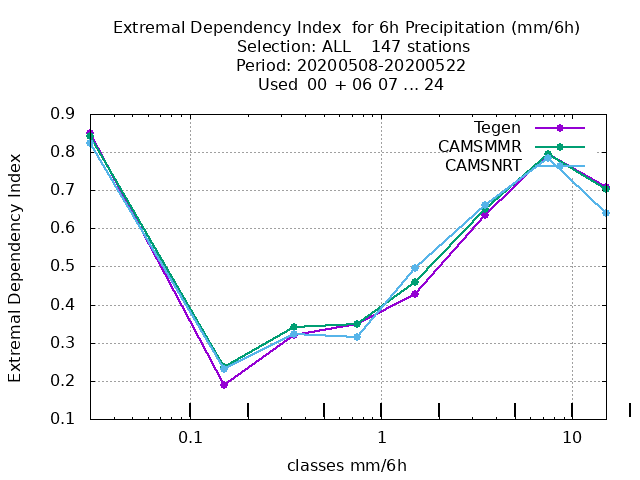 Extremal Dependency Index  for 6h Precipitation (mm/6h)
Selection: ALL    147 stations
Period: 20200508-20200522
Used  00 + 06 07 ... 24
Extremal Dependency Index
0.9
0.8
0.7
0.6
0.5
0.4
0.3
0.2
0.1
Tegen
CAMSMMR
CAMSNRT
0.1
1
10
classes mm/6h